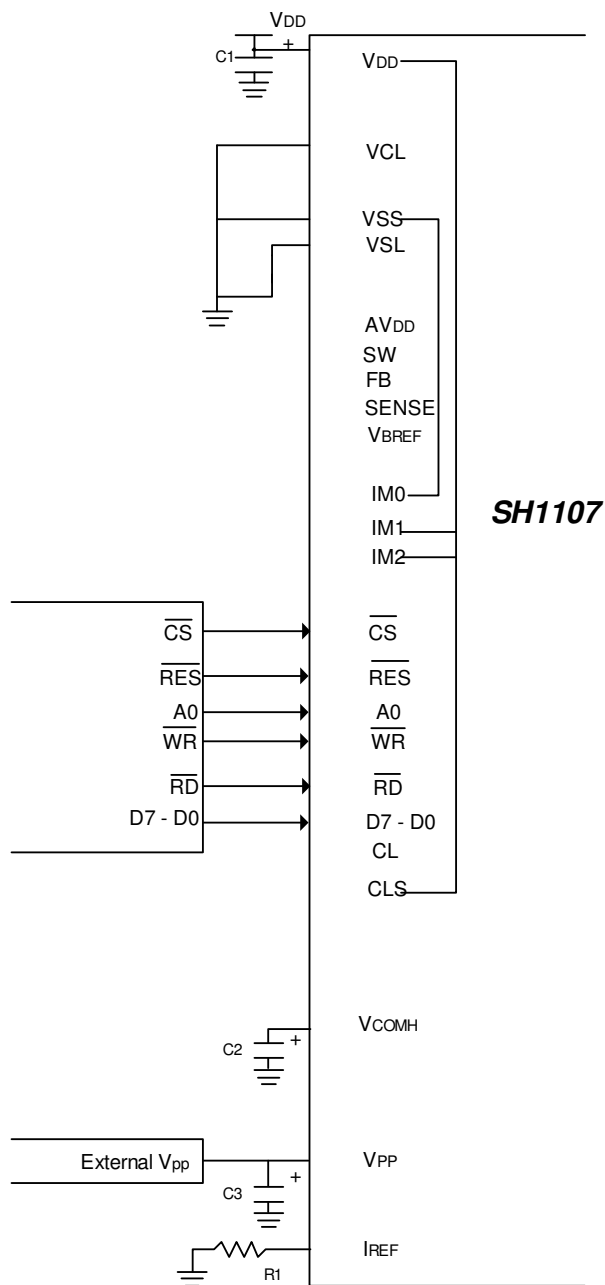 VDD
C1
+
VDD
VCL
VSS
VSL
AVDD
SW
FB
SENSE
VBREF
IM0
IM1
IM2
SH1107
CS CS
RES RES
A0 A0
WR WR
RD RD
D7 - D0 D7 - D0
CL
CLS
VCOMH
C2
+
External Vpp
VPP
C3
+
IREF
R1